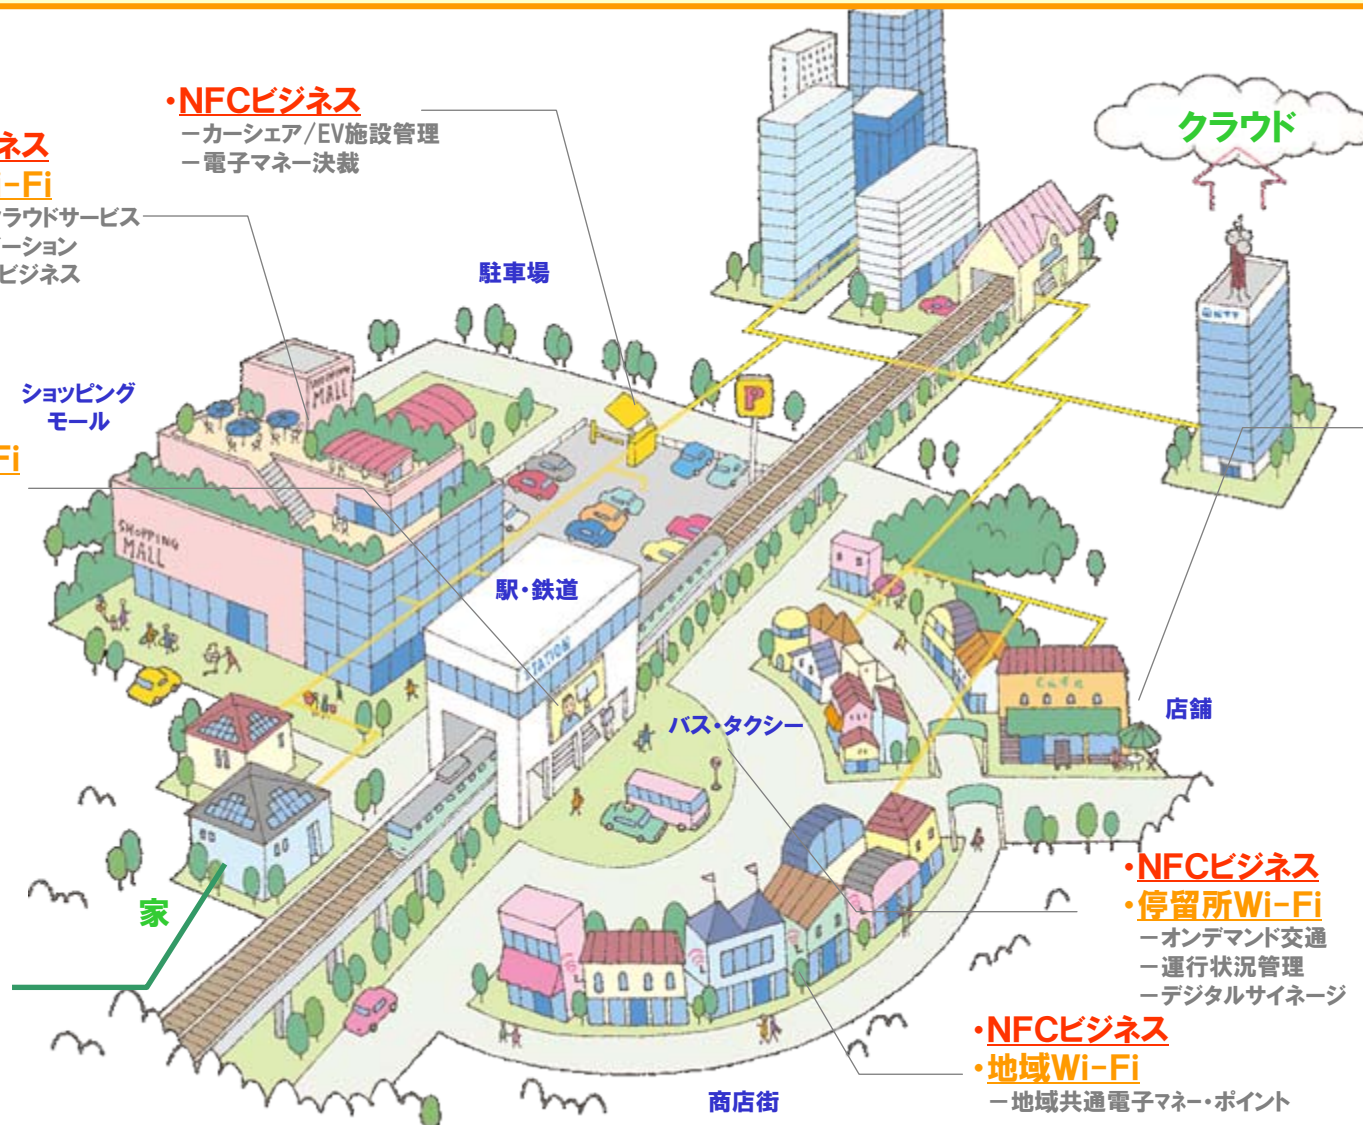 ・NFCビジネス
－カーシェア/EV施設管理
－電子マネー決裁
ネス
i-Fi
ラウドサービス
ーション
ビジネス
クラウド
駐車場
ショッピング
モール
Fi
MALL
P
NTT
SHOPPING
MALL
駅・鉄道
STATION
バス・タクシー
店舗
家
・NFCビジネス
・停留所Wi-Fi
－オンデマンド交通
－運行状況管理
－デジタルサイネージ
・NFCビジネス
・地域Wi-Fi
－地域共通電子マネー・ポイント
商店街